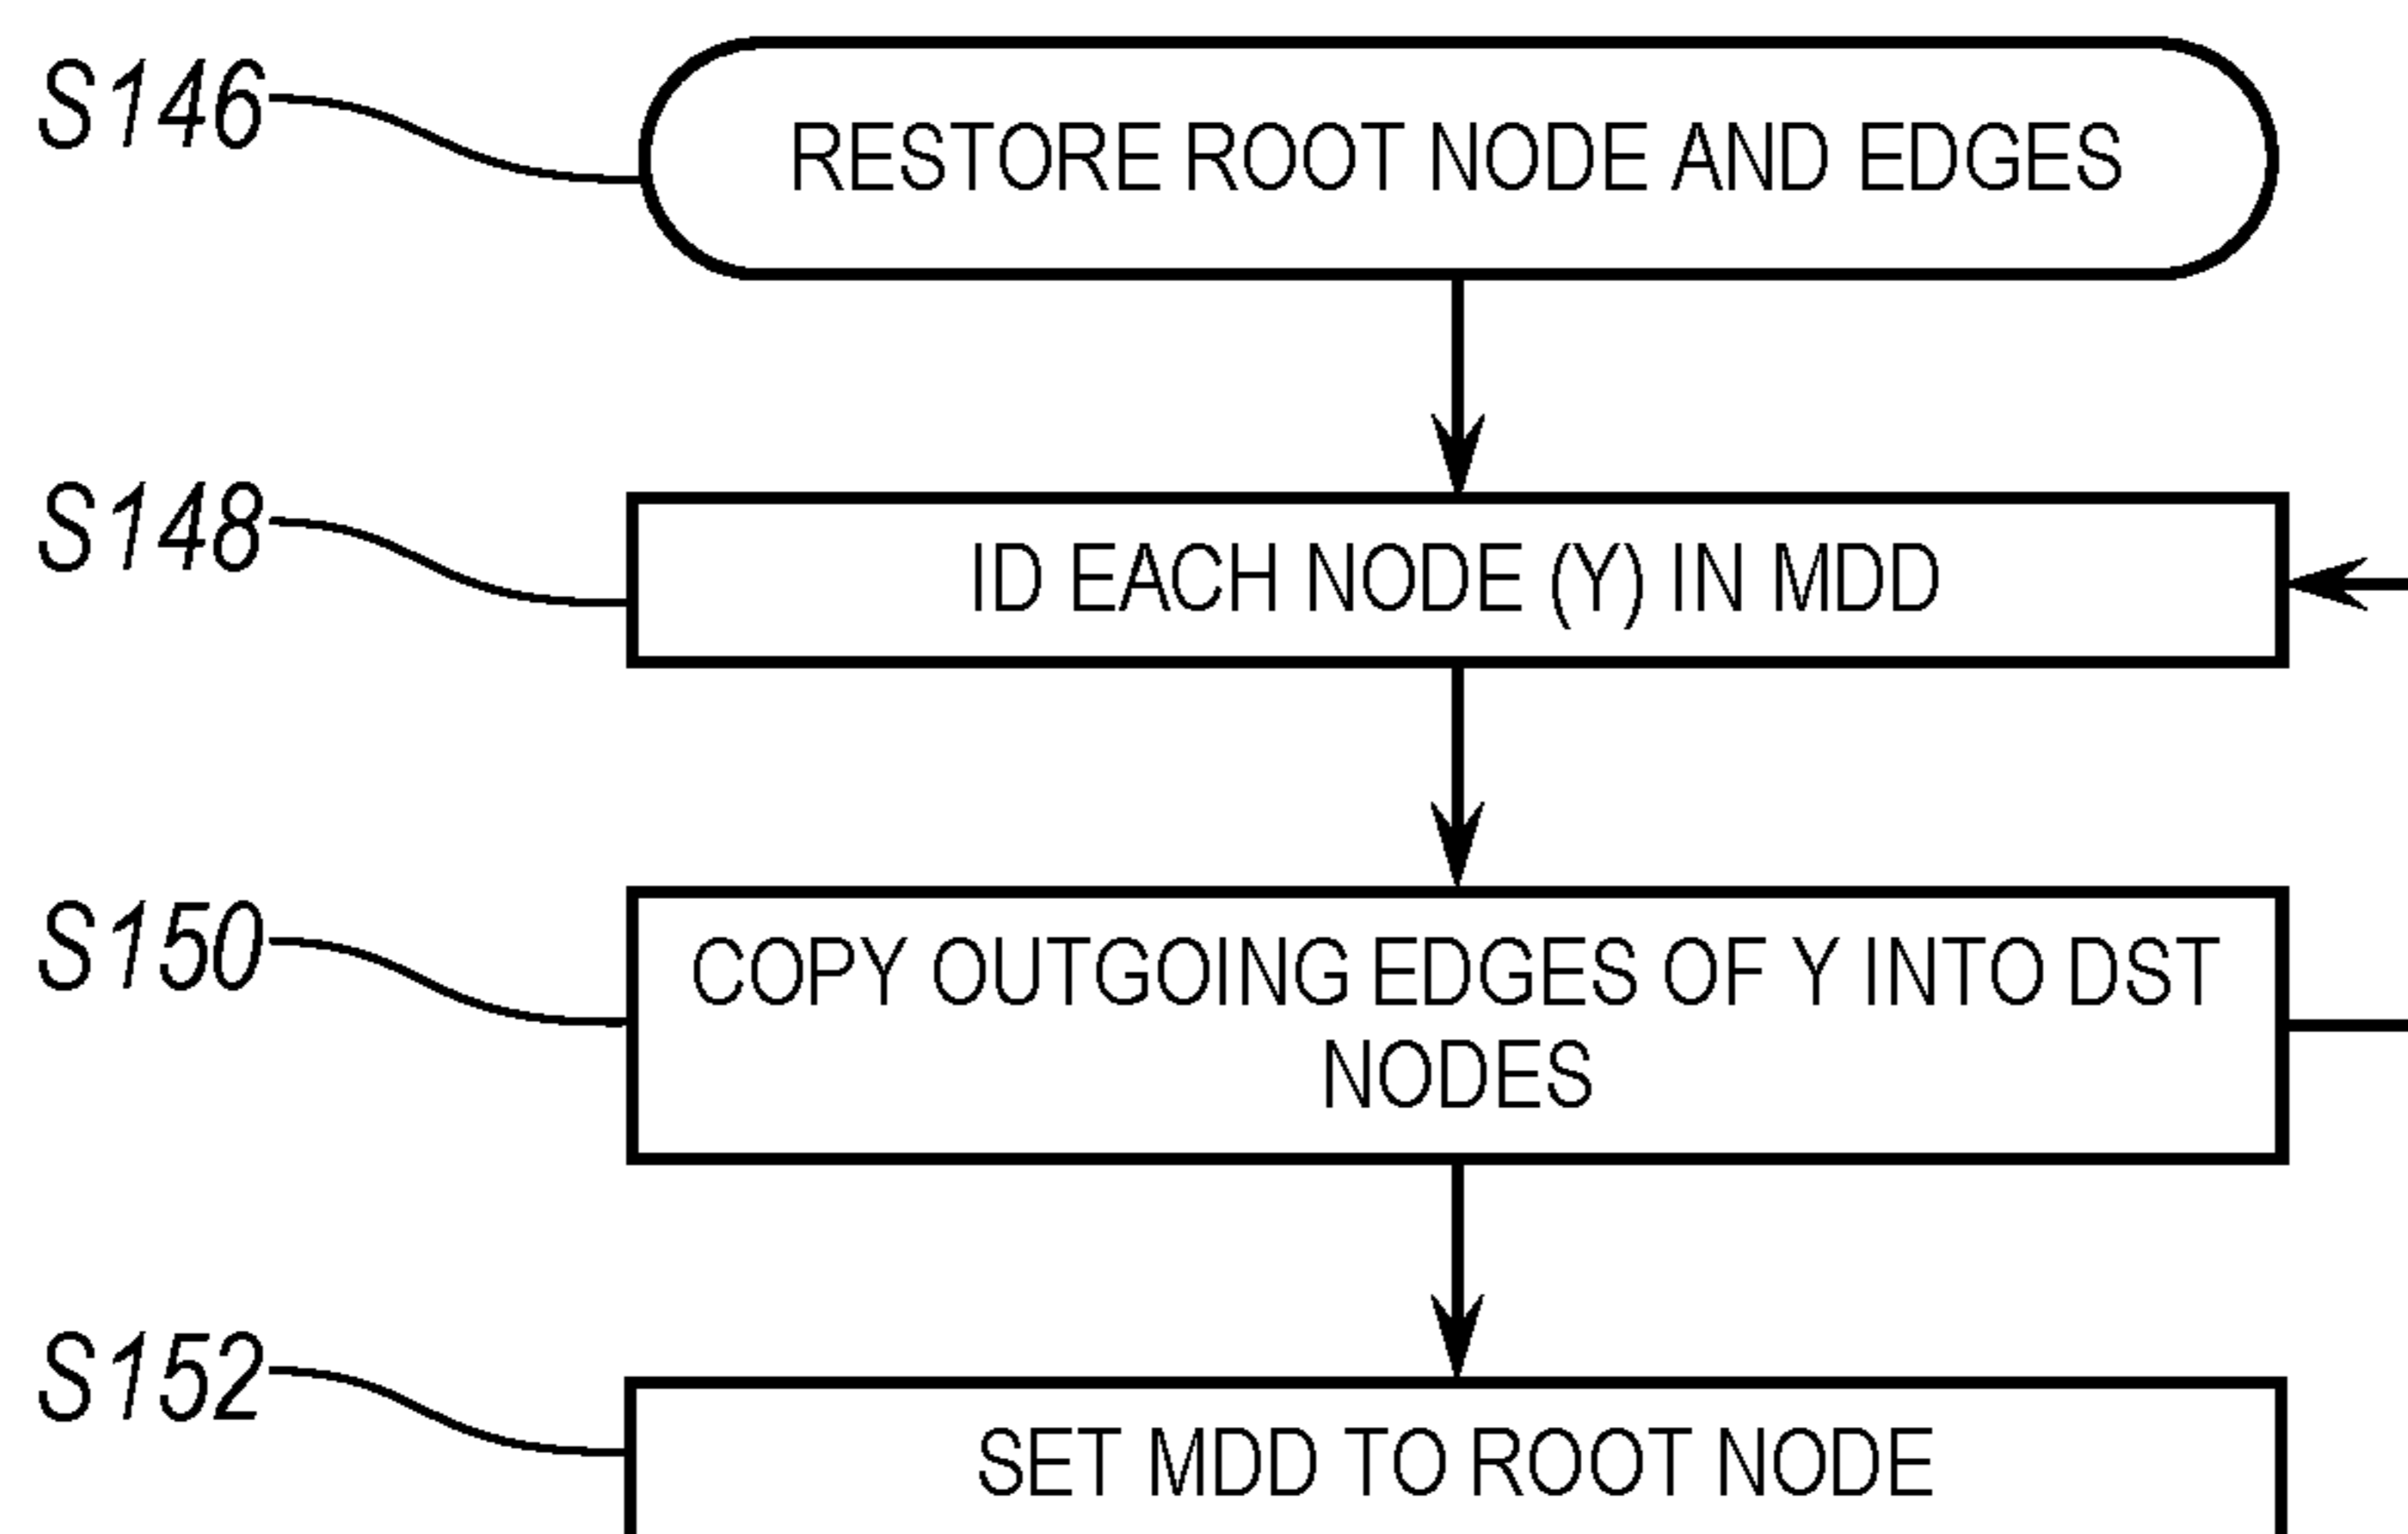 S146
RESTORE ROOT NODE AND EDGES
S148
ID EACH NODE (Y) IN MDD
S150
COPY OUTGOING EDGES OF Y INTO DST
NODES
S152
SET MDD TO ROOT NODE